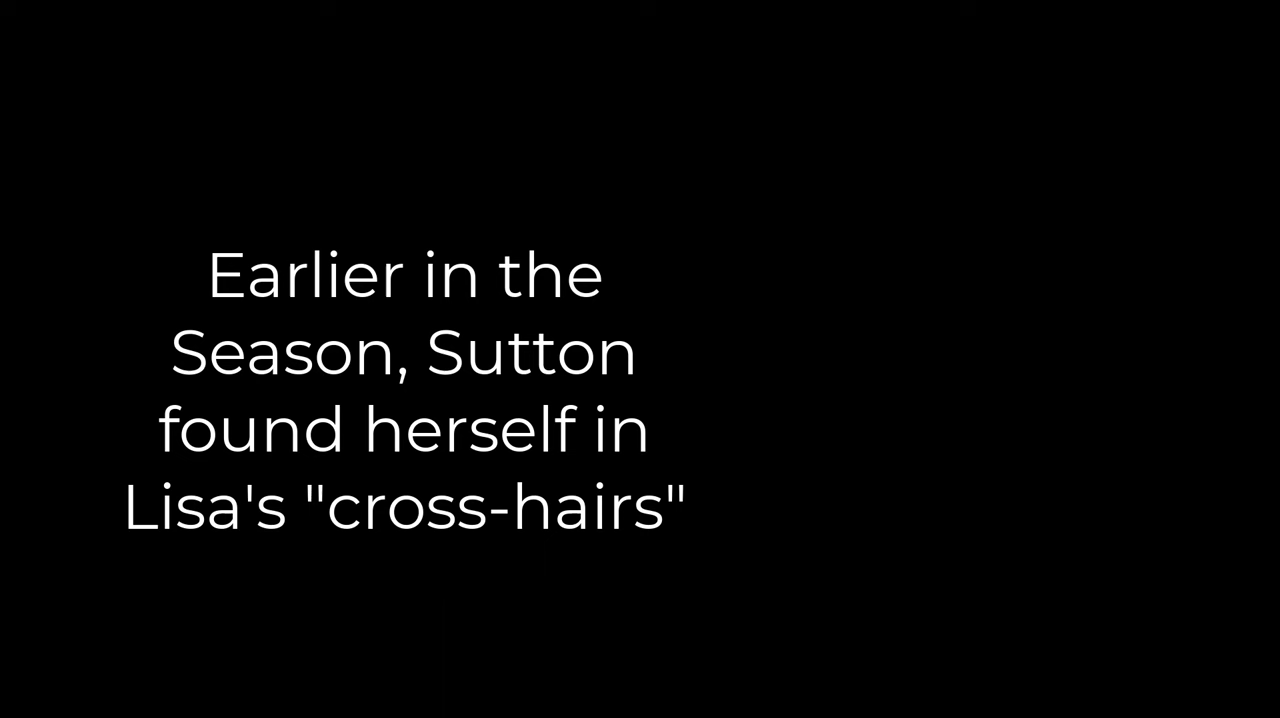 Earlier in the
Season, Sutton
found herself in
Lisa's "cross-hairs"